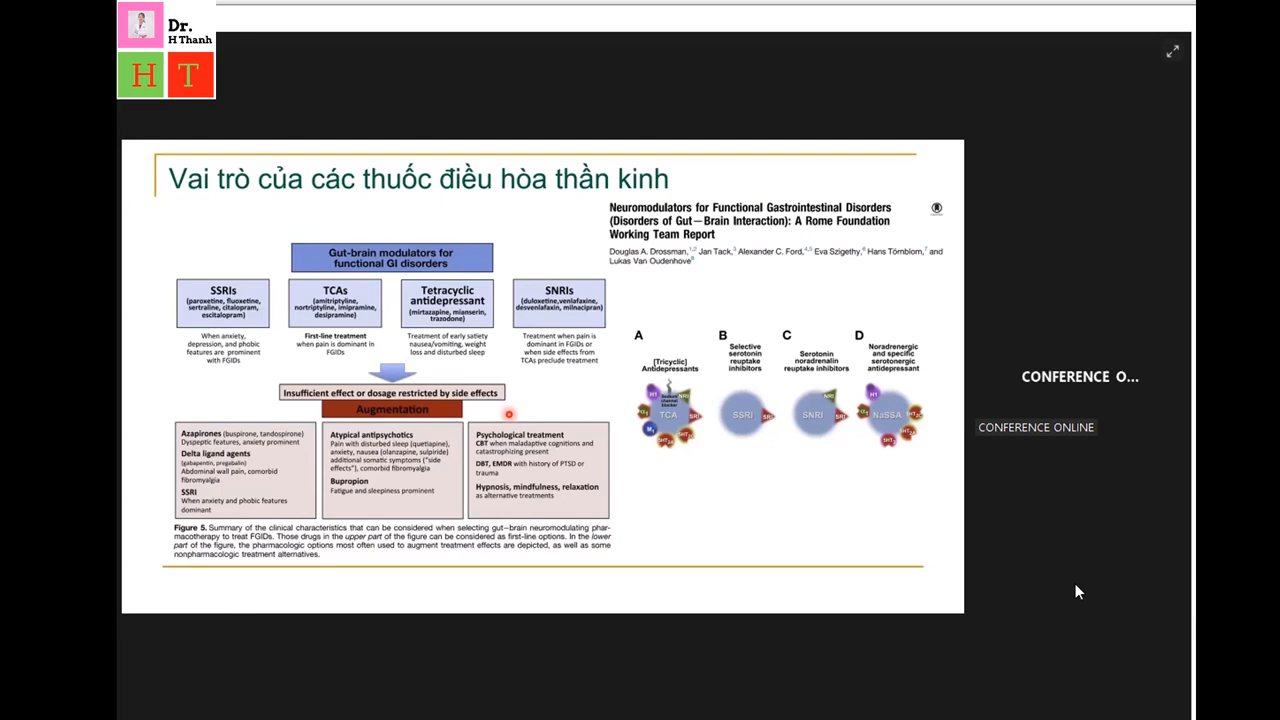 Dr.
H Thanh
H T
Vai trò của các thuốc điều hòa thần kinh
Neuromodulators for Functional Gastrointestinal Disorders
(Disorders of Gut−Brain Interaction): A Rome Foundation
Working Team Report
Douglas A. Drossman,1,2 Jan Tack,3 Alexander C. Ford,4,5 Eva Szigethy,6 Hans Törnblom,7 and
Lukas Van Oudenhove8
Gut-brain modulators for
functional GI disorders
SSRIs
(paroxetine, fluoxetine,
sertraline, citalopram,
escitalopram)
TCAs
(amitriptyline,
nortriptyline, imipramine,
desipramine)
Tetracyclic
antidepressant
(mirtazapine, mianserin,
trazodone)
SNRIs
(duloxetine,venlafaxine,
desvenlafaxin, milnacipran)
When anxiety,
depression, and phobic
features are prominent
with FGIDs
First-line treatment
when pain is dominant in
FGIDs
Treatment of early satiety
nausea/vomiting, weight
loss and disturbed sleep
Treatment when pain is
dominant in FGIDs or
when side effects from
TCAs preclude treatment
Insufficient effect or dosage restricted by side effects
Augmentation
Azapirones (buspirone, tandospirone)
Dyspeptic features, anxiety prominent
Delta ligand agents
(gabapentin, pregabalin)
Abdominal wall pain, comorbid
fibromyalgia
SSRI
When anxiety and phobic features
dominant
Atypical antipsychotics
Pain with disturbed sleep (quetiapine),
anxiety, nausea (olanzapine, sulpiride)
additional somatic symptoms ("side
effects"), comorbid fibromyalgia
Bupropion
Fatigue and sleepiness prominent
Psychological treatment
CBT when maladaptive cognitions and
catastrophizing present
DBT, EMDR with history of PTSD or
trauma
Hypnosis, mindfulness, relaxation
as alternative treatments
Figure 5. Summary of the clinical characteristics that can be considered when selecting gut−brain neuromodulating phar-
macotherapy to treat FGIDs. Those drugs in the upper part of the figure can be considered as first-line options. In the lower
part of the figure, the pharmacologic options most often used to augment treatment effects are depicted, as well as some
nonpharmacologic treatment alternatives.
A
[Tricyclic]
Antidepressants
H1
NRI
TCA
SRI
M1
B
Selective
serotonin
reuptake
inhibitors
SSRI
SRI
C
Serotonin
noradrenalin
reuptake inhibitors
NRI
SNRI
SRI
D
Noradrenergic
and specific
serotonergic
antidepressant
H1
NaSSA
CONFERENCE O...
CONFERENCE ONLINE